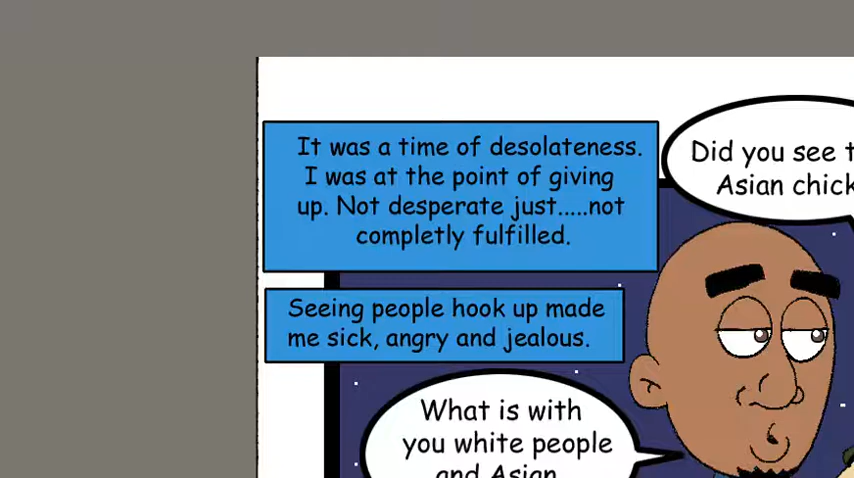 It was a time of desolateness.
I was at the point of giving
up. Not desperate just.....not
completly fulfilled.
Did you see
Asian chick
Seeing people hook up made
me sick, angry and jealous.
What is with
you white people
and Asian